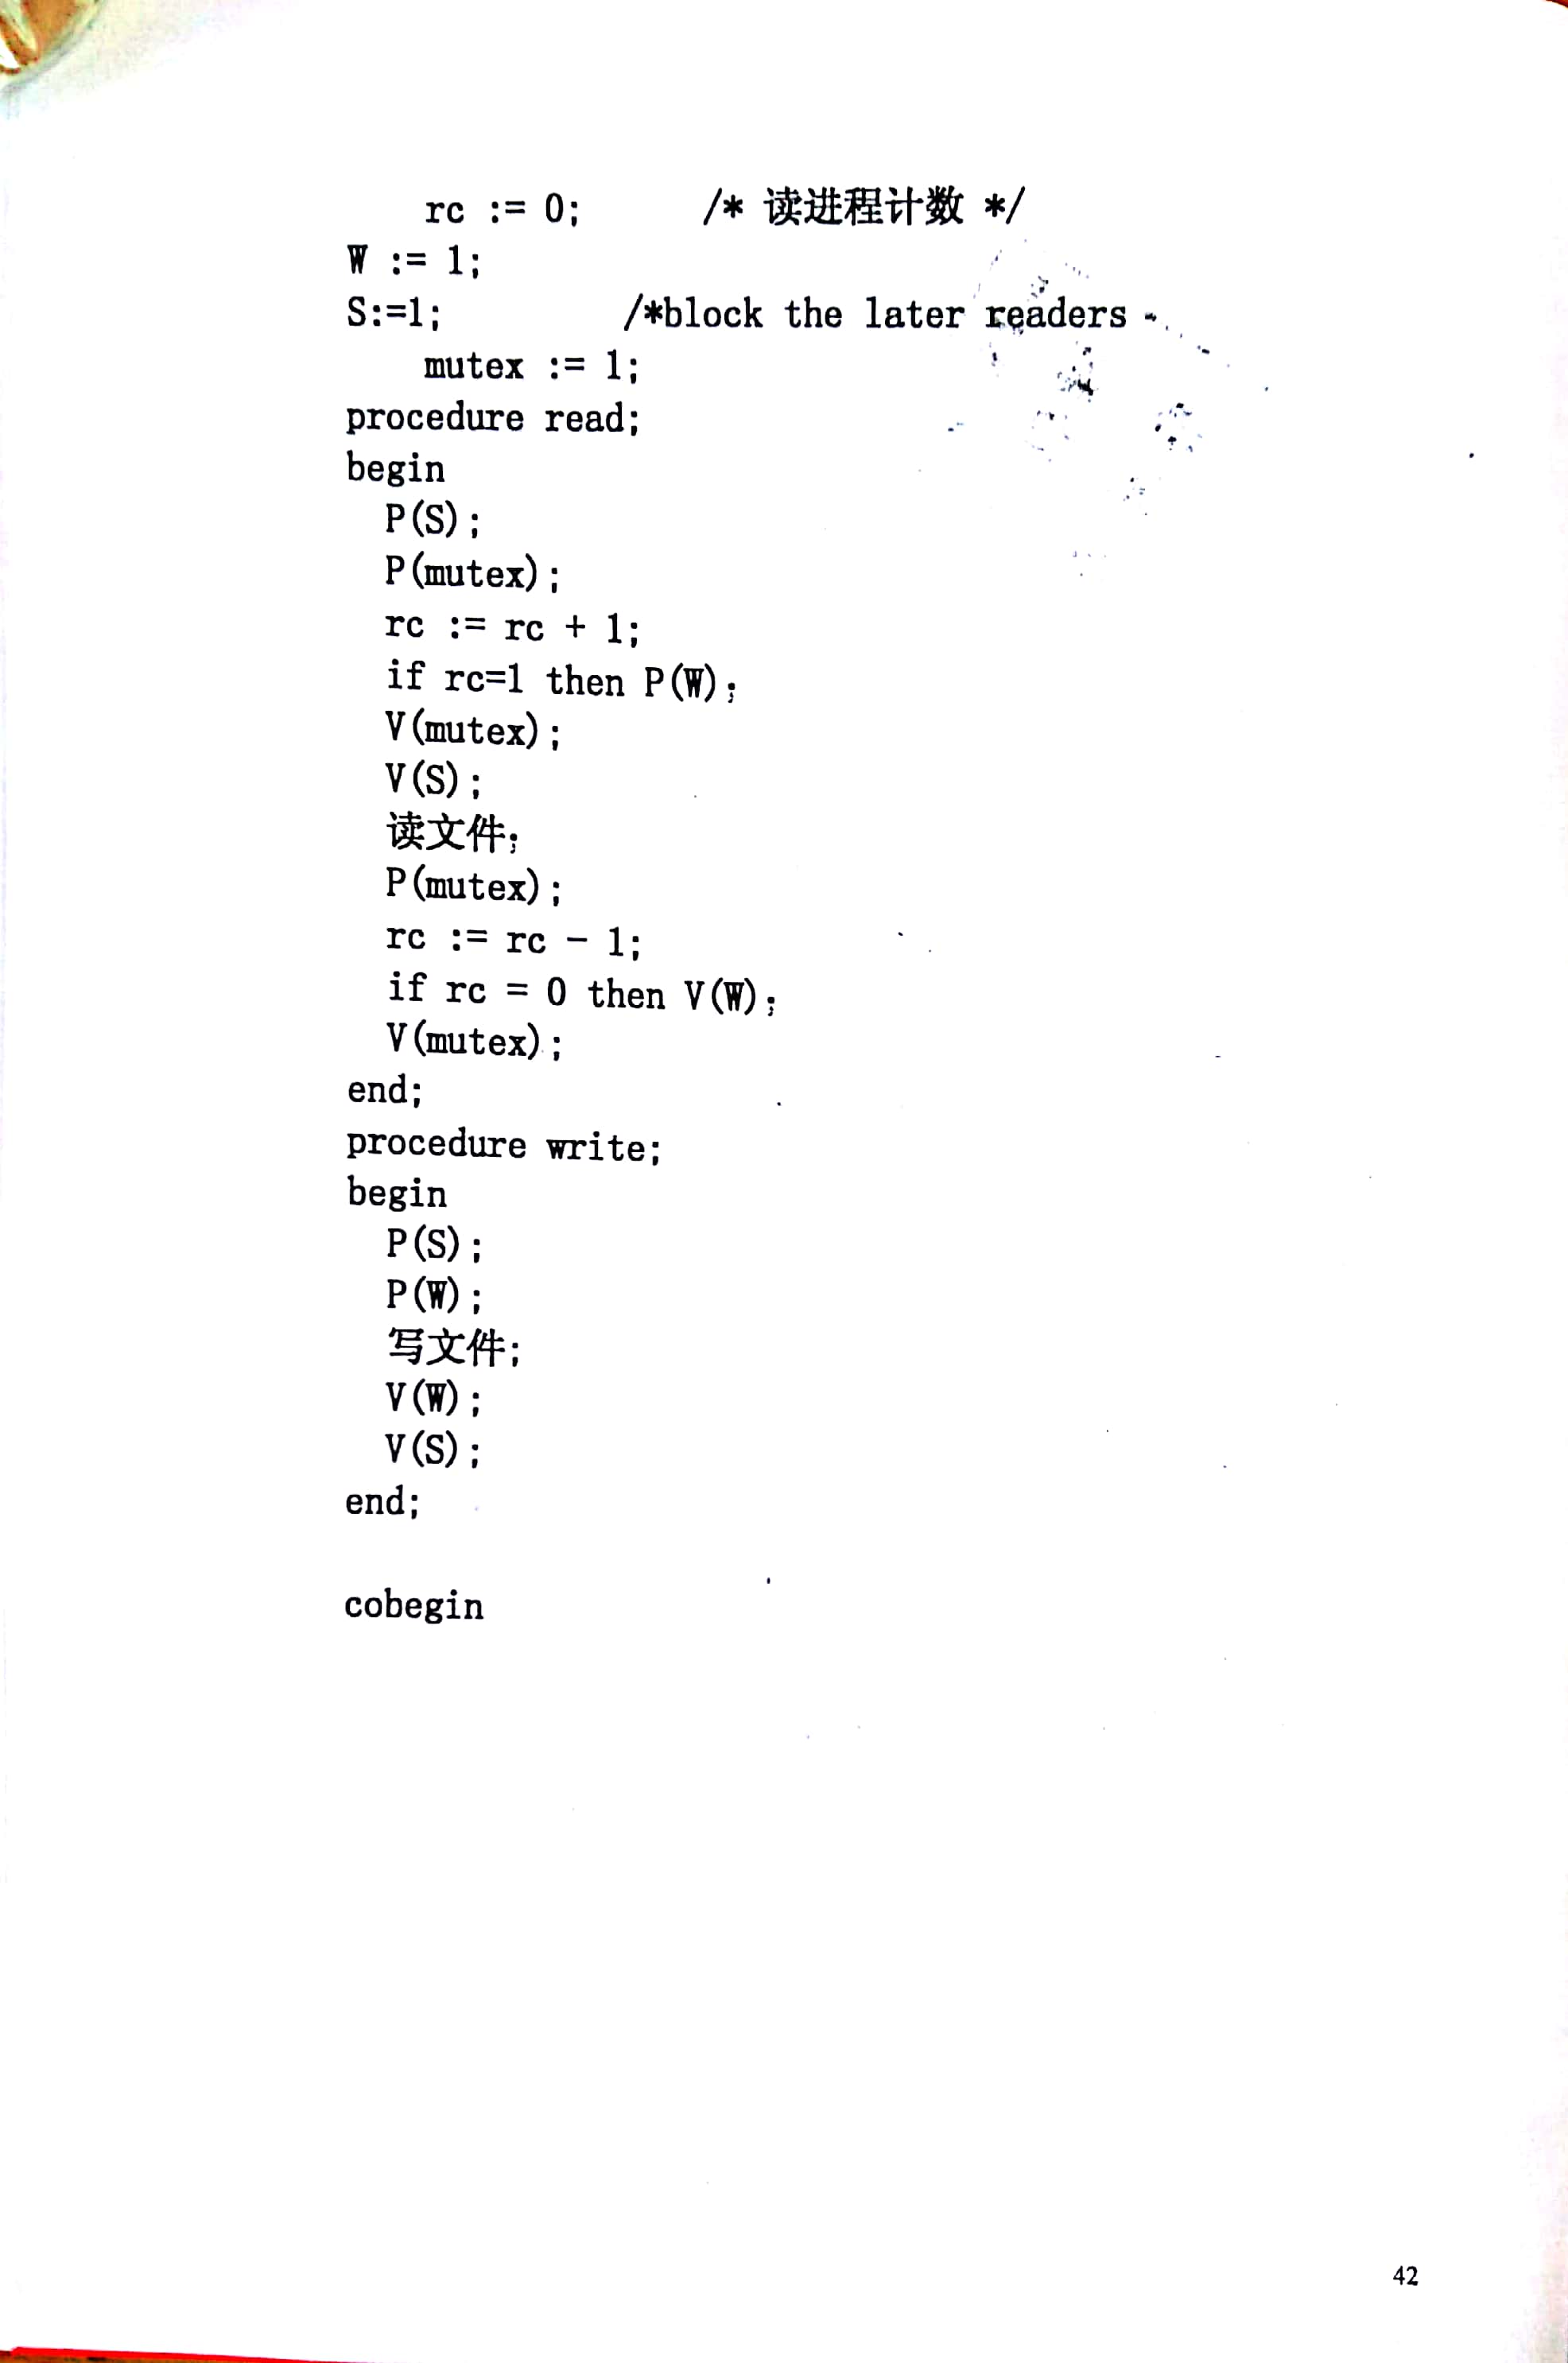 rc := 0; /* 读进程计数 */
W := 1;
S:=1; /*block the later readers
mutex := 1;
procedure read;
begin
P(S);
P(mutex);
rc := rc + 1;
if rc=1 then P(W);
V(mutex);
V(S);
读文件;
P(mutex);
rc := rc - 1;
if rc = 0 then V(W);
V(mutex);
end;
procedure write;
begin
P(S);
P(W);
写文件;
V(W);
V(S);
end;
cobegin
42